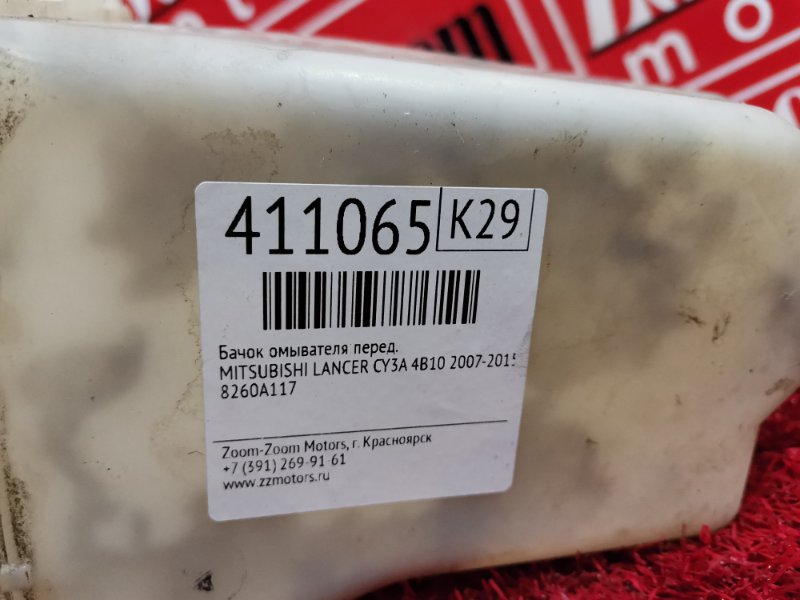 411065 K29
Бачок омывателя перед.
MITSUBISHI LANCER CY3A 4B10 2007-2015
8260A117
Zoom-Zoom Motors, г. Красноярск
+7 (391) 269-91-61
www.zzmotors.ru